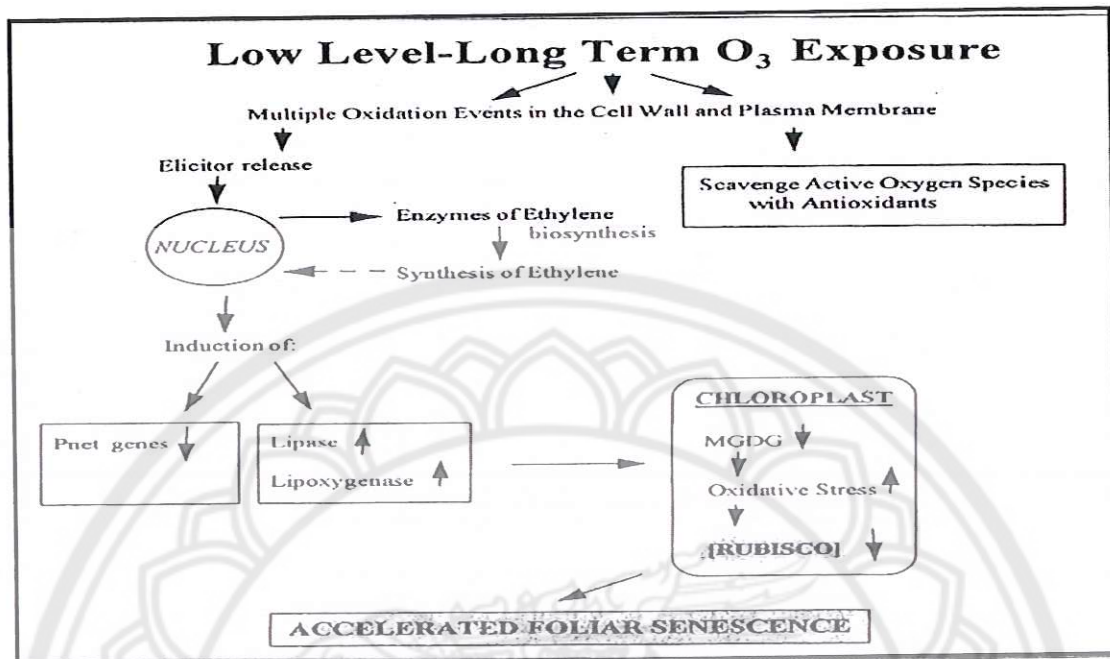 Low Level-Long Term O₃ Exposure
Multiple Oxidation Events in the Cell Wall and Plasma Membrane
Elicitor release
Scavenge Active Oxygen Species
with Antioxidants
NUCLEUS
Enzymes of Ethylene
biosynthesis
Synthesis of Ethylene
Induction of:
Pnet genes
Lipase
Lipoxygenase
CHLOROPLAST
MGDG
Oxidative Stress
[RUBISCO]
ACCELERATED FOLIAR SENESCENCE